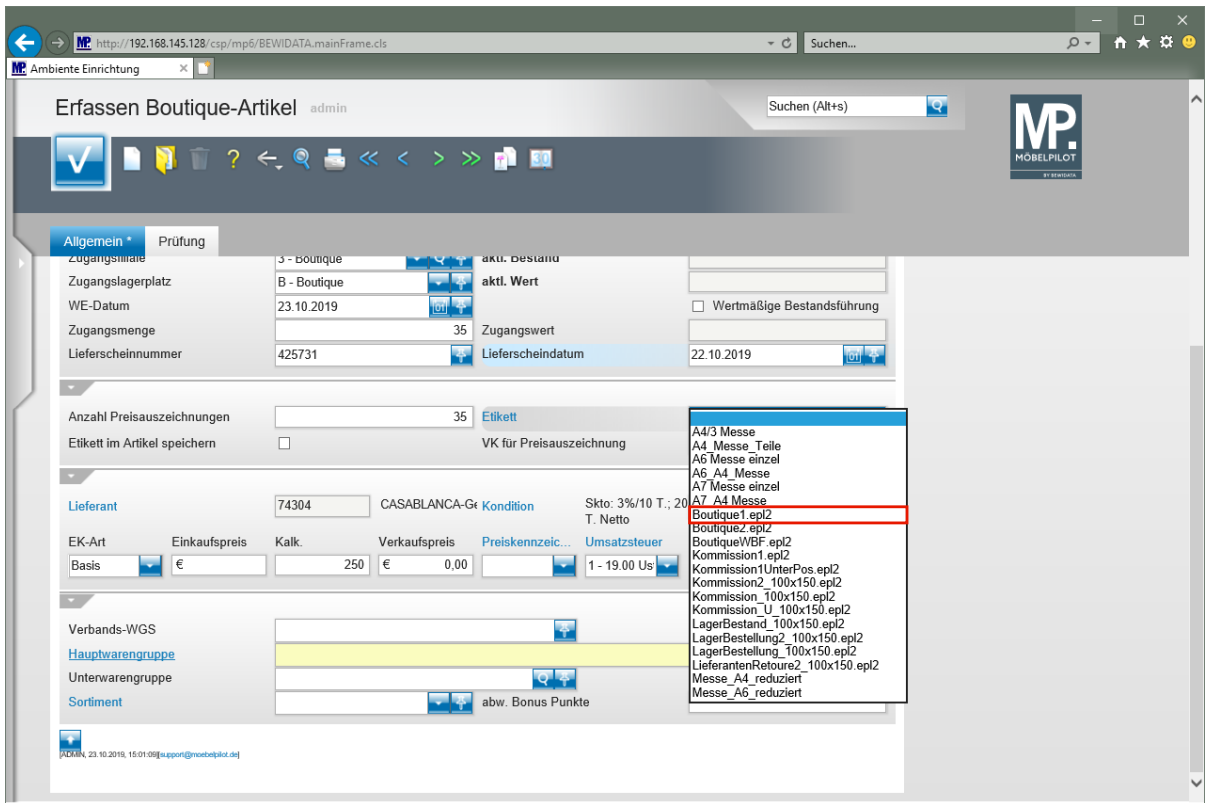 http://192.168.145.128/csp/mp6/BEWIDATA.mainFrame.cls
Suchen...
MP. Ambiente Einrichtung
Erfassen Boutique-Artikel admin
Suchen (Alt+s)
MP.
MÖBELPILOT
BY BEWIDATA
30
Allgemein * Prüfung
Zugangsfiliale 3 - Boutique aktl. Bestand
Zugangslagerplatz B - Boutique aktl. Wert
WE-Datum 23.10.2019 Wertmäßige Bestandsführung
Zugangsmenge 35 Zugangswert
Lieferscheinnummer 425731 Lieferscheindatum 22.10.2019
Anzahl Preisauszeichnungen 35 Etikett
Etikett im Artikel speichern VK für Preisauszeichnung
A4/3 Messe
A4_Messe_Teile
A6 Messe einzel
A6_A4_Messe
A7 Messe einzel
A7_A4 Messe
Boutique1.epl2
Boutique2.epl2
BoutiqueWBF.epl2
Kommission1.epl2
Kommission1UnterPos.epl2
Kommission2_100x150.epl2
Kommission_100x150.epl2
Kommission_U_100x150.epl2
LagerBestand_100x150.epl2
LagerBestellung2_100x150.epl2
LagerBestellung_100x150.epl2
LieferantenRetoure2_100x150.epl2
Messe_A4_reduziert
Messe_A6_reduziert
Lieferant 74304 CASABLANCA-Ge Kondition Skto: 3%/10 T.; 20
T. Netto
EK-Art Einkaufspreis Kalk. Verkaufspreis Preiskennzeic... Umsatzsteuer
Basis € 250 € 0,00 1 - 19.00 Us
Verbands-WGS
Hauptwarengruppe
Unterwarengruppe
Sortiment abw. Bonus Punkte
[ADMIN, 23.10.2019, 15:01:09][support@moebelpilot.de]